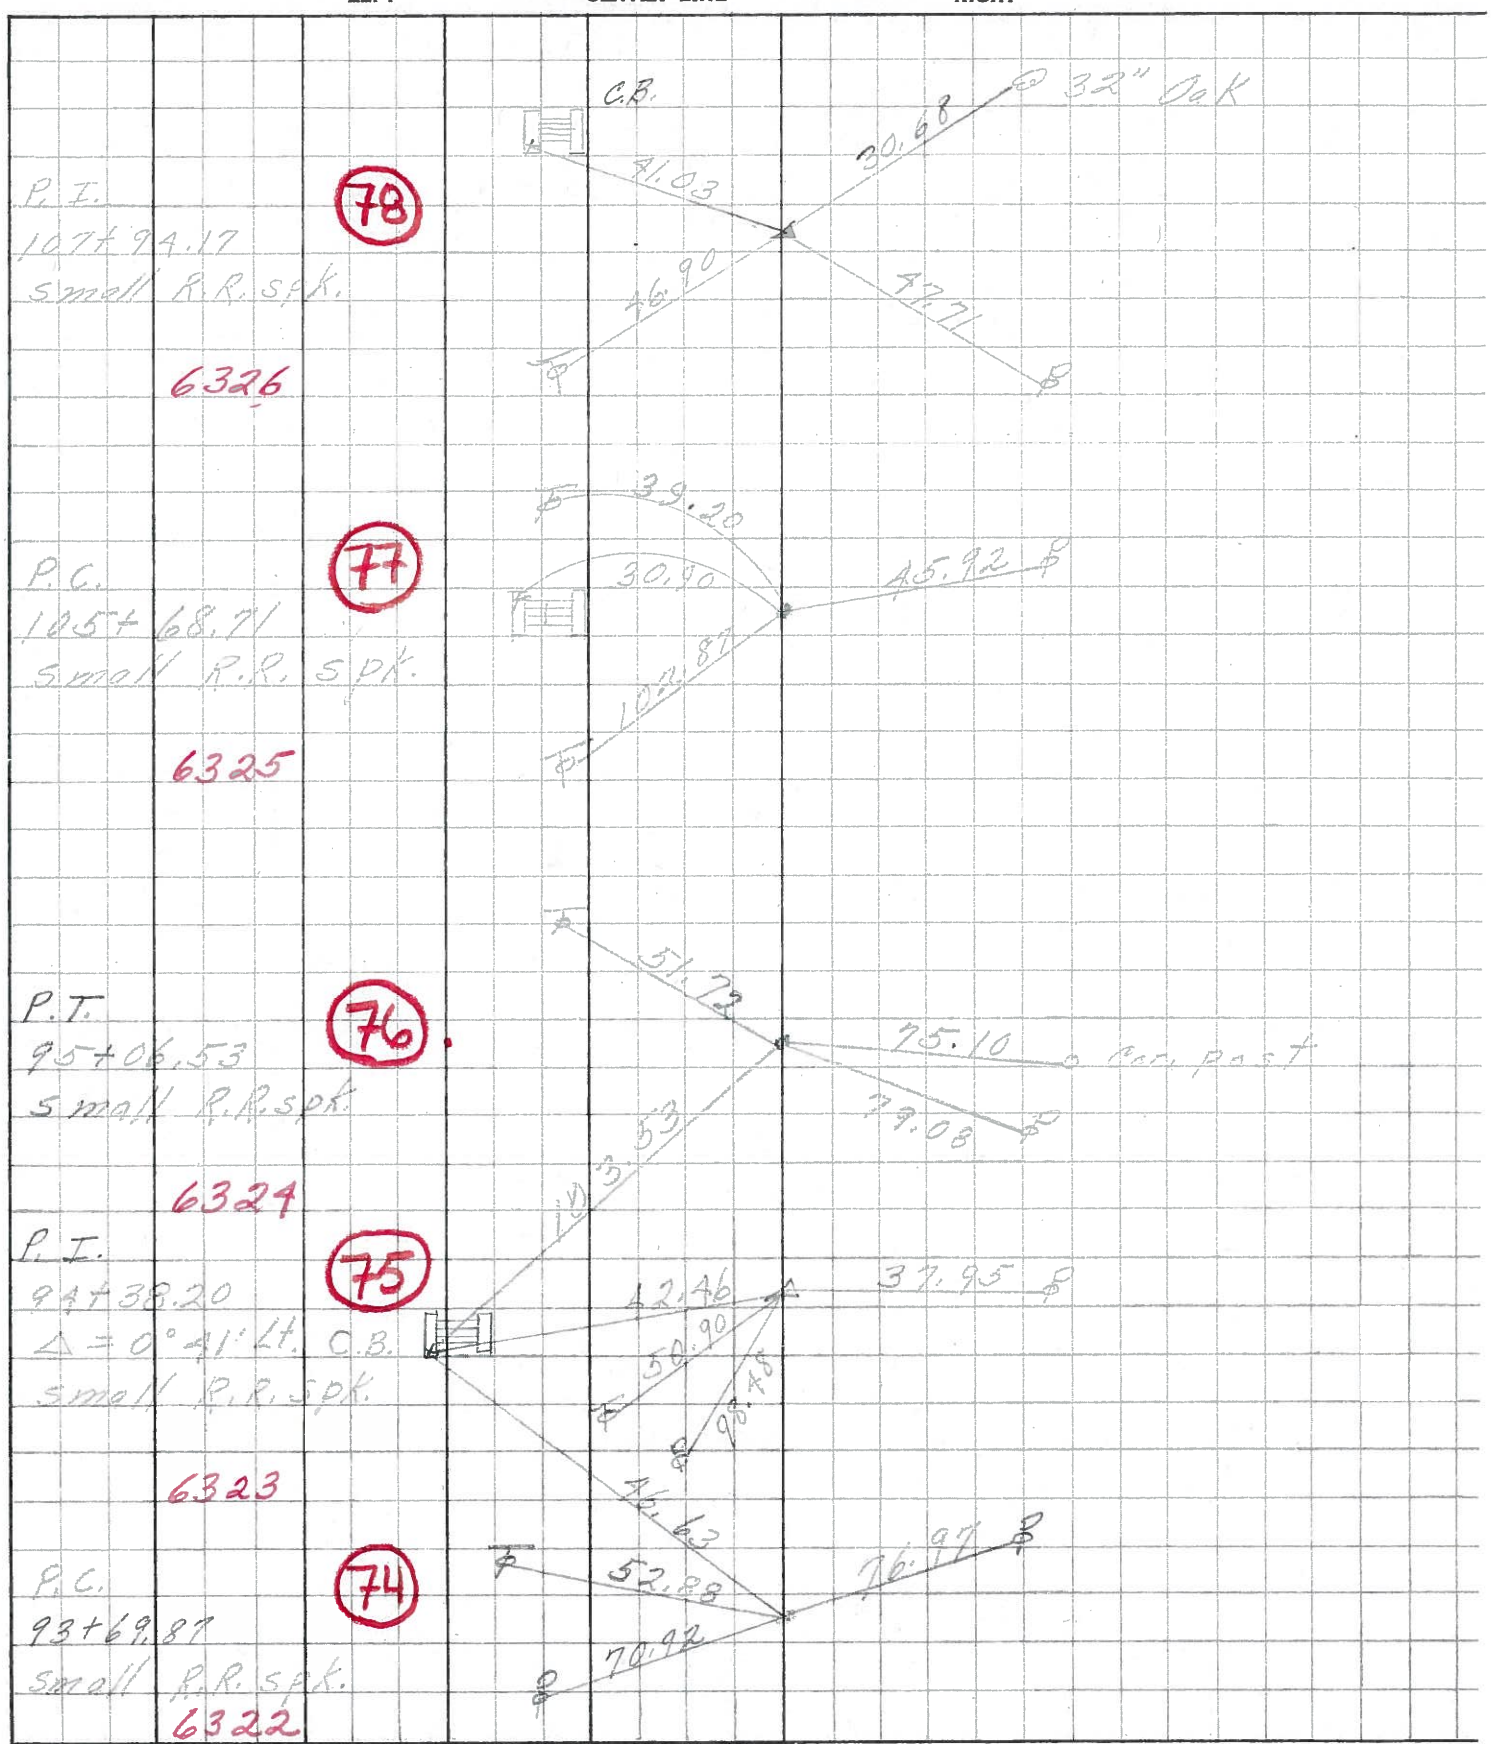 C.B.
32" Oak
30.68
41.03
P. I.
78
107+94.17
small R.R. spk.
46.90
47.71
6326
39.20
77
P.C.
30.90
45.92
105+68.71
small R.R. spk.
102.87
6325
51.72
P.T.
76
95+06.53
75.10
small R.R. spk.
79.08
3.53
6324
P. I.
75
94+38.20
42.46
37.95
Δ = 0° 41' Lt. C.B.
50.90
small R.R. spk.
98.78
6323
46.63
76.97
P.C.
74
52.88
93+69.87
70.92
small R.R. spk.
6322